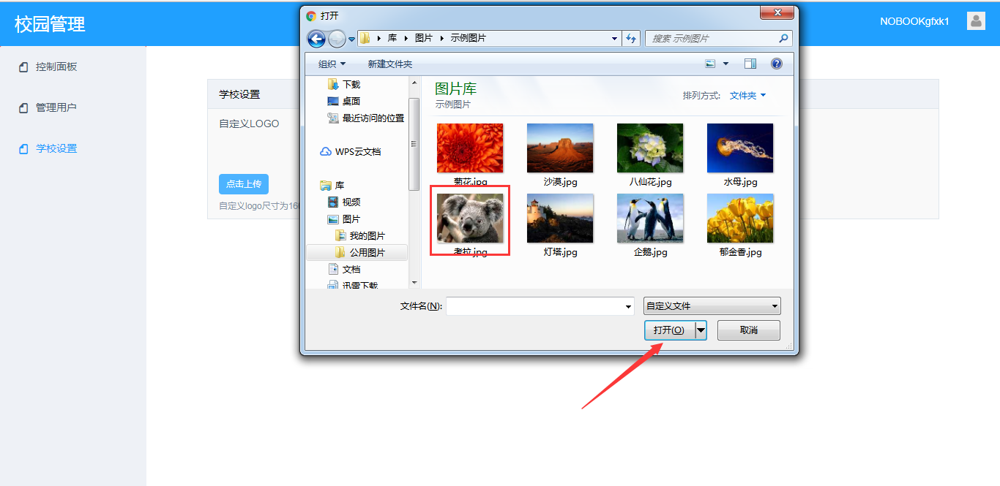 校园管理
NOBOOKgfxk1
控制面板
管理用户
学校设置
学校设置
自定义LOGO
点击上传
自定义logo尺寸为16
打开
库 图片 示例图片
搜索 示例图片
组织
新建文件夹
下载
桌面
最近访问的位置
WPS云文档
库
视频
图片
我的图片
公用图片
文档
迅雷下载
图片库
示例图片
排列方式:
文件夹
菊花.jpg
沙漠.jpg
八仙花.jpg
水母.jpg
考拉.jpg
灯塔.jpg
企鹅.jpg
郁金香.jpg
文件名(N):
自定义文件
打开(O)
取消